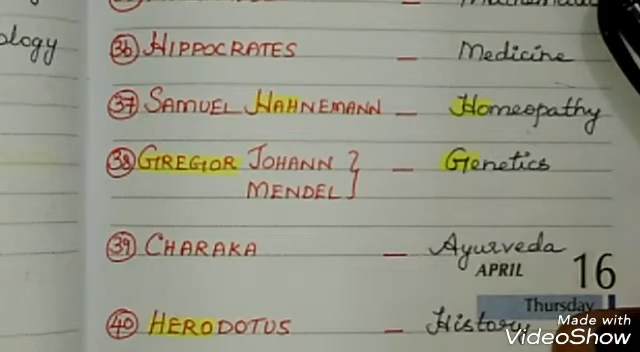 ology
36 HIPPOCRATES – Medicine
37 SAMUEL HAHNEMANN – Homeopathy
38 GREGIOR JOHANN } – Genetics
MENDEL
39 CHARAKA – Ayurveda
APRIL 16
Thursday
40 HERODOTUS – History
Made with
VideoShow